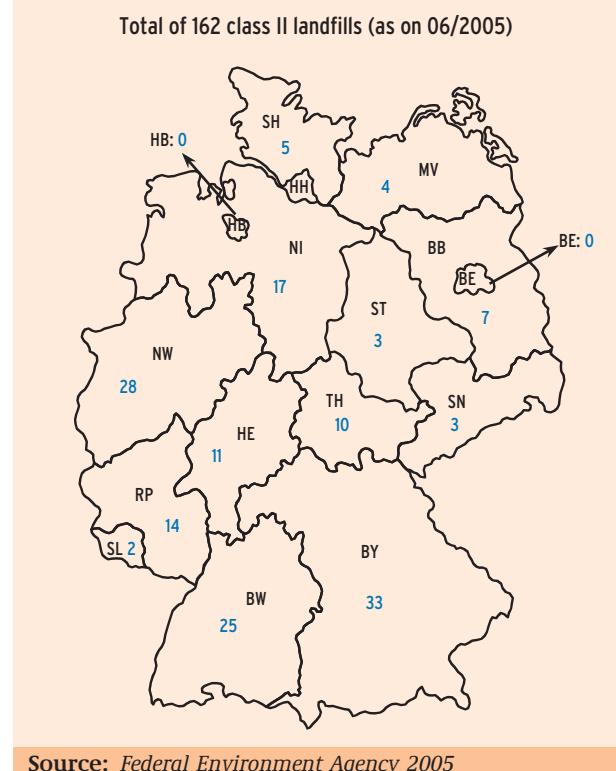 Total of 162 class II landfills (as on 06/2005)
SH
5
HB: 0
HH
MV
4
HB
NI
17
BB
BE: 0
BE
7
ST
3
NW
28
TH
10
SN
3
HE
11
RP
14
SL 2
BY
33
BW
25
Source: Federal Environment Agency 2005